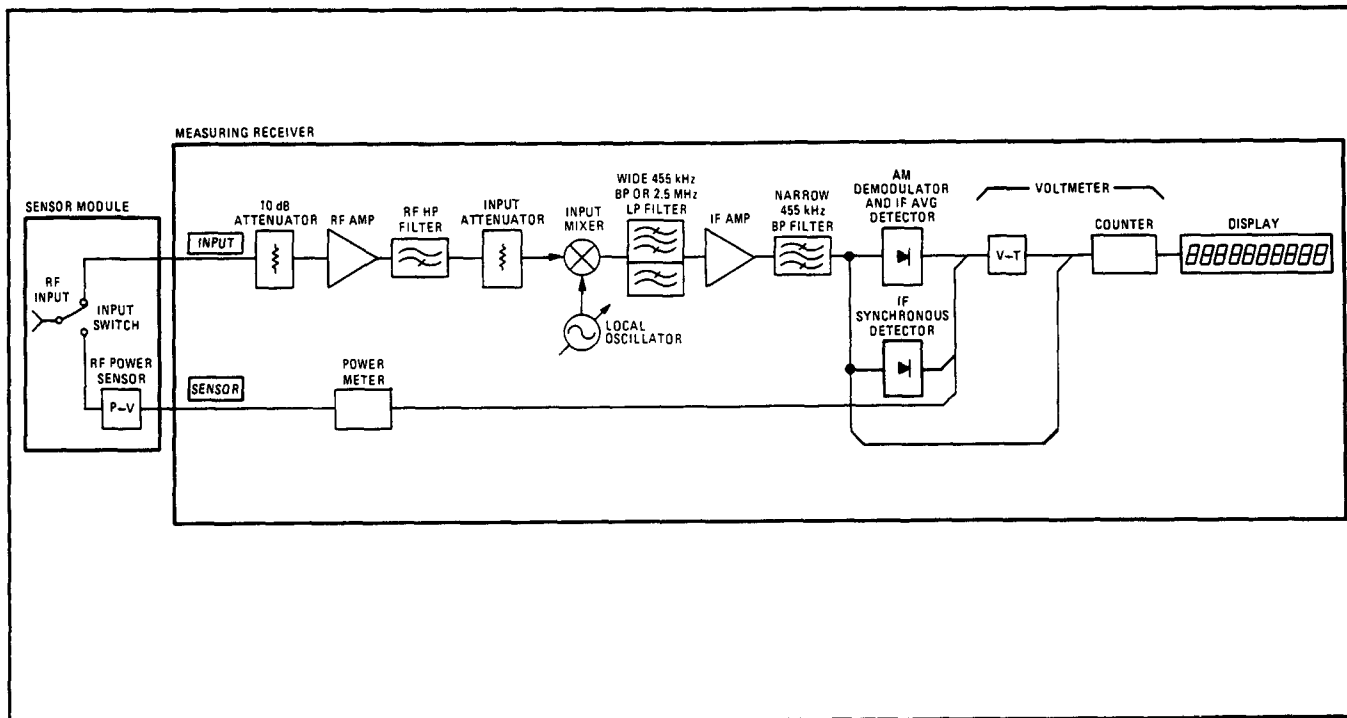 MEASURING RECEIVER
SENSOR MODULE
RF
INPUT
INPUT
SWITCH
RF POWER
SENSOR
P-V
INPUT
SENSOR
10 dB
ATTENUATOR
RF AMP
RF HP
FILTER
INPUT
ATTENUATOR
INPUT
MIXER
LOCAL
OSCILLATOR
WIDE 455 kHz
BP OR 2.5 MHz
LP FILTER
IF AMP
NARROW
455 kHz
BP FILTER
AM
DEMODULATOR
AND IF AVG
DETECTOR
IF
SYNCHRONOUS
DETECTOR
POWER
METER
VOLTMETER
V-T
COUNTER
DISPLAY
8888888888